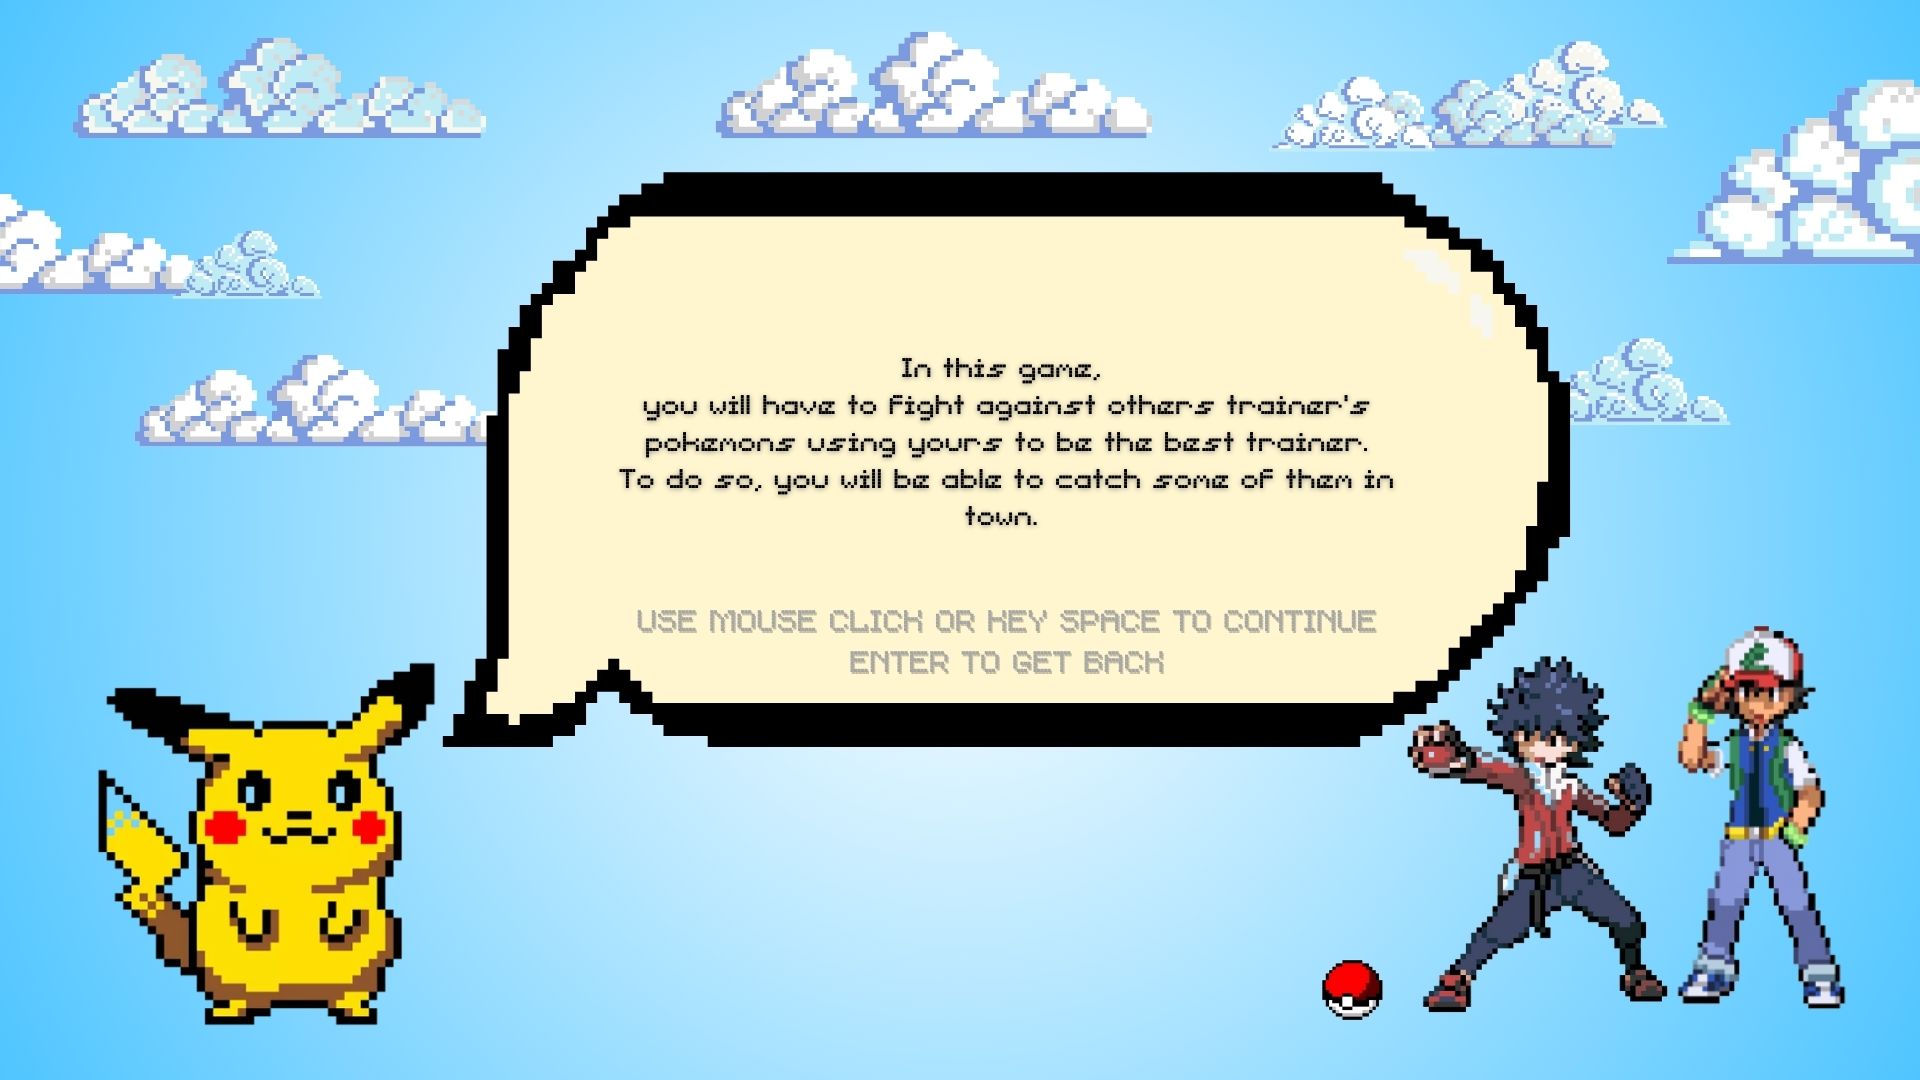 In this game,
you will have to fight against others trainer's
pokemons using yours to be the best trainer.
To do so, you will be able to catch some of them in
town.
USE MOUSE CLICK OR KEY SPACE TO CONTINUE
ENTER TO GET BACK